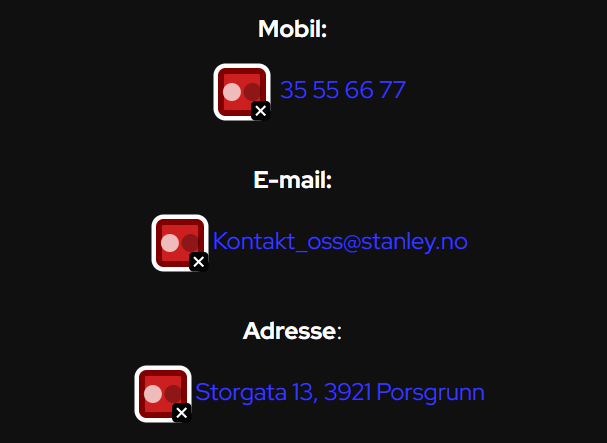 Mobil:
35 55 66 77
E-mail:
Kontakt_oss@stanley.no
Adresse:
Storgata 13, 3921 Porsgrunn